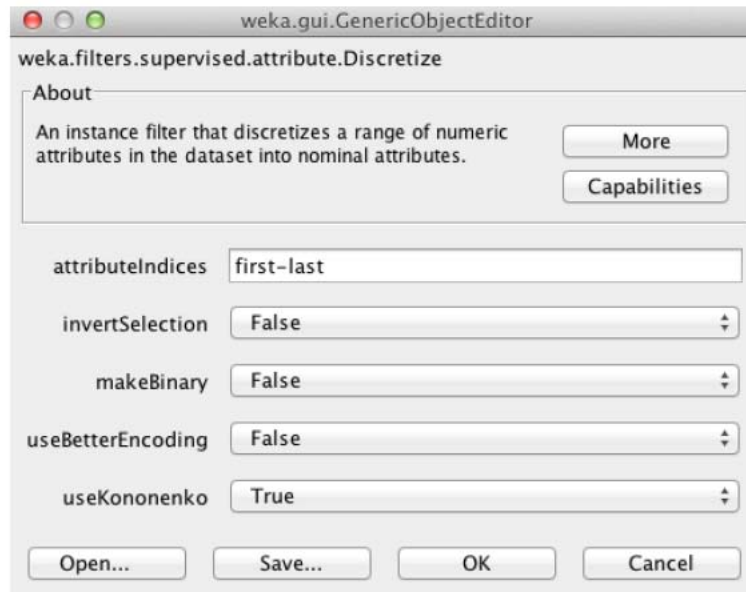 weka.gui.GenericObjectEditor
weka.filters.supervised.attribute.Discretize
About
An instance filter that discretizes a range of numeric
attributes in the dataset into nominal attributes.
More
Capabilities
attributeIndices first-last
invertSelection False
makeBinary False
useBetterEncoding False
useKononenko True
Open... Save... OK Cancel